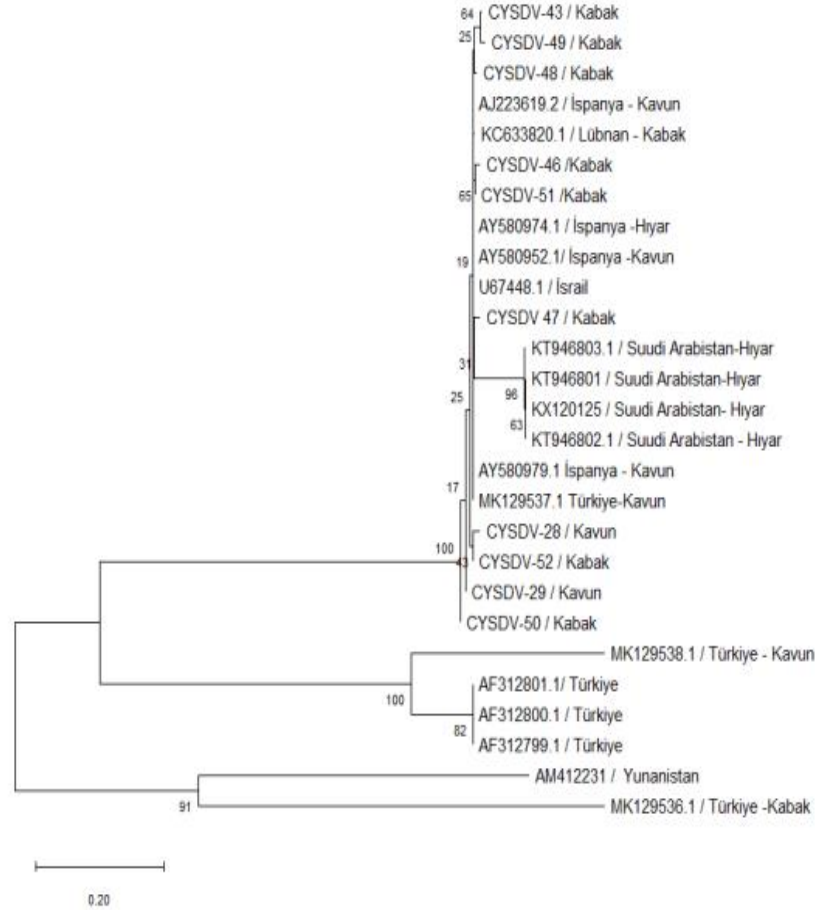 64
CYSDV-43 / Kabak
25
CYSDV-49 / Kabak
CYSDV-48 / Kabak
AJ223619.2 / İspanya - Kavun
KC633820.1 / Lübnan - Kabak
CYSDV-46 /Kabak
65
CYSDV-51 /Kabak
AY580974.1 / İspanya -Hıyar
19
AY580952.1/ İspanya -Kavun
U67448.1 / İsrail
CYSDV 47 / Kabak
KT946803.1 / Suudi Arabistan-Hıyar
31
KT946801 / Suudi Arabistan-Hıyar
96
25
KX120125 / Suudi Arabistan- Hıyar
63
KT946802.1 / Suudi Arabistan - Hıyar
AY580979.1 İspanya - Kavun
17
MK129537.1 Türkiye-Kavun
CYSDV-28 / Kavun
100
43
CYSDV-52 / Kabak
CYSDV-29 / Kavun
CYSDV-50 / Kabak
MK129538.1 / Türkiye - Kavun
AF312801.1/ Türkiye
100
AF312800.1 / Türkiye
82
AF312799.1 / Türkiye
AM412231 / Yunanistan
91
MK129536.1 / Türkiye -Kabak
0.20